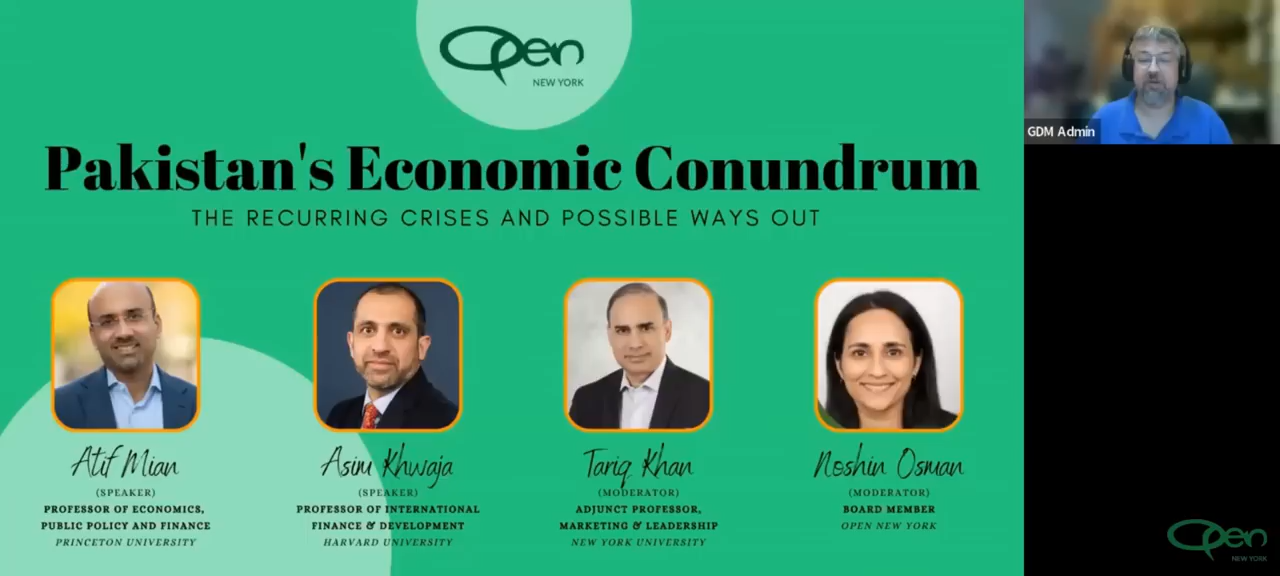 Open
NEW YORK
Pakistan's Economic Conundrum
THE RECURRING CRISES AND POSSIBLE WAYS OUT
Atif Mian
(SPEAKER)
PROFESSOR OF ECONOMICS,
PUBLIC POLICY AND FINANCE
PRINCETON UNIVERSITY
Asim Khwaja
(SPEAKER)
PROFESSOR OF INTERNATIONAL
FINANCE & DEVELOPMENT
HARVARD UNIVERSITY
Tariq Khan
(MODERATOR)
ADJUNCT PROFESSOR,
MARKETING & LEADERSHIP
NEW YORK UNIVERSITY
Noshin Osman
(MODERATOR)
BOARD MEMBER
OPEN NEW YORK
GDM Admin
Open
NEW YORK